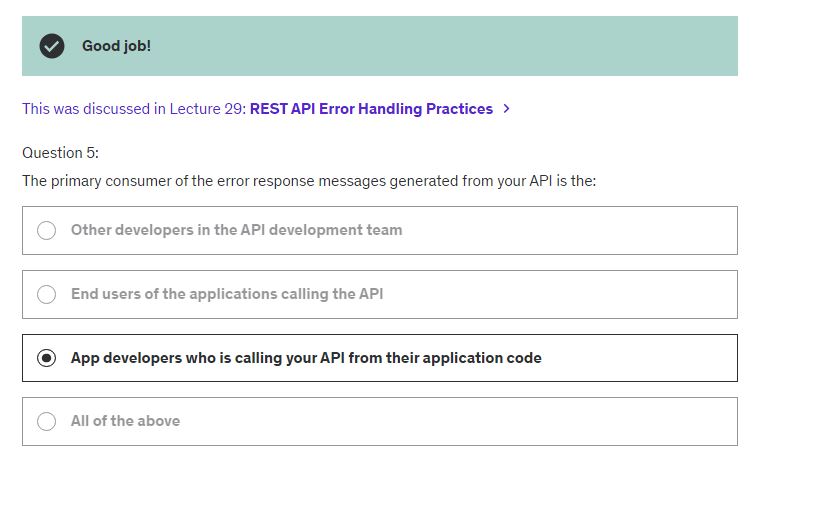 Good job!
This was discussed in Lecture 29: REST API Error Handling Practices >
Question 5:
The primary consumer of the error response messages generated from your API is the:
Other developers in the API development team
End users of the applications calling the API
App developers who is calling your API from their application code
All of the above